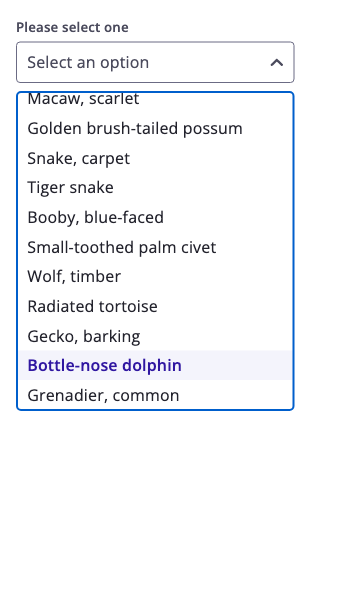 Please select one
Select an option
Macaw, scarlet
Golden brush-tailed possum
Snake, carpet
Tiger snake
Booby, blue-faced
Small-toothed palm civet
Wolf, timber
Radiated tortoise
Gecko, barking
Bottle-nose dolphin
Grenadier, common